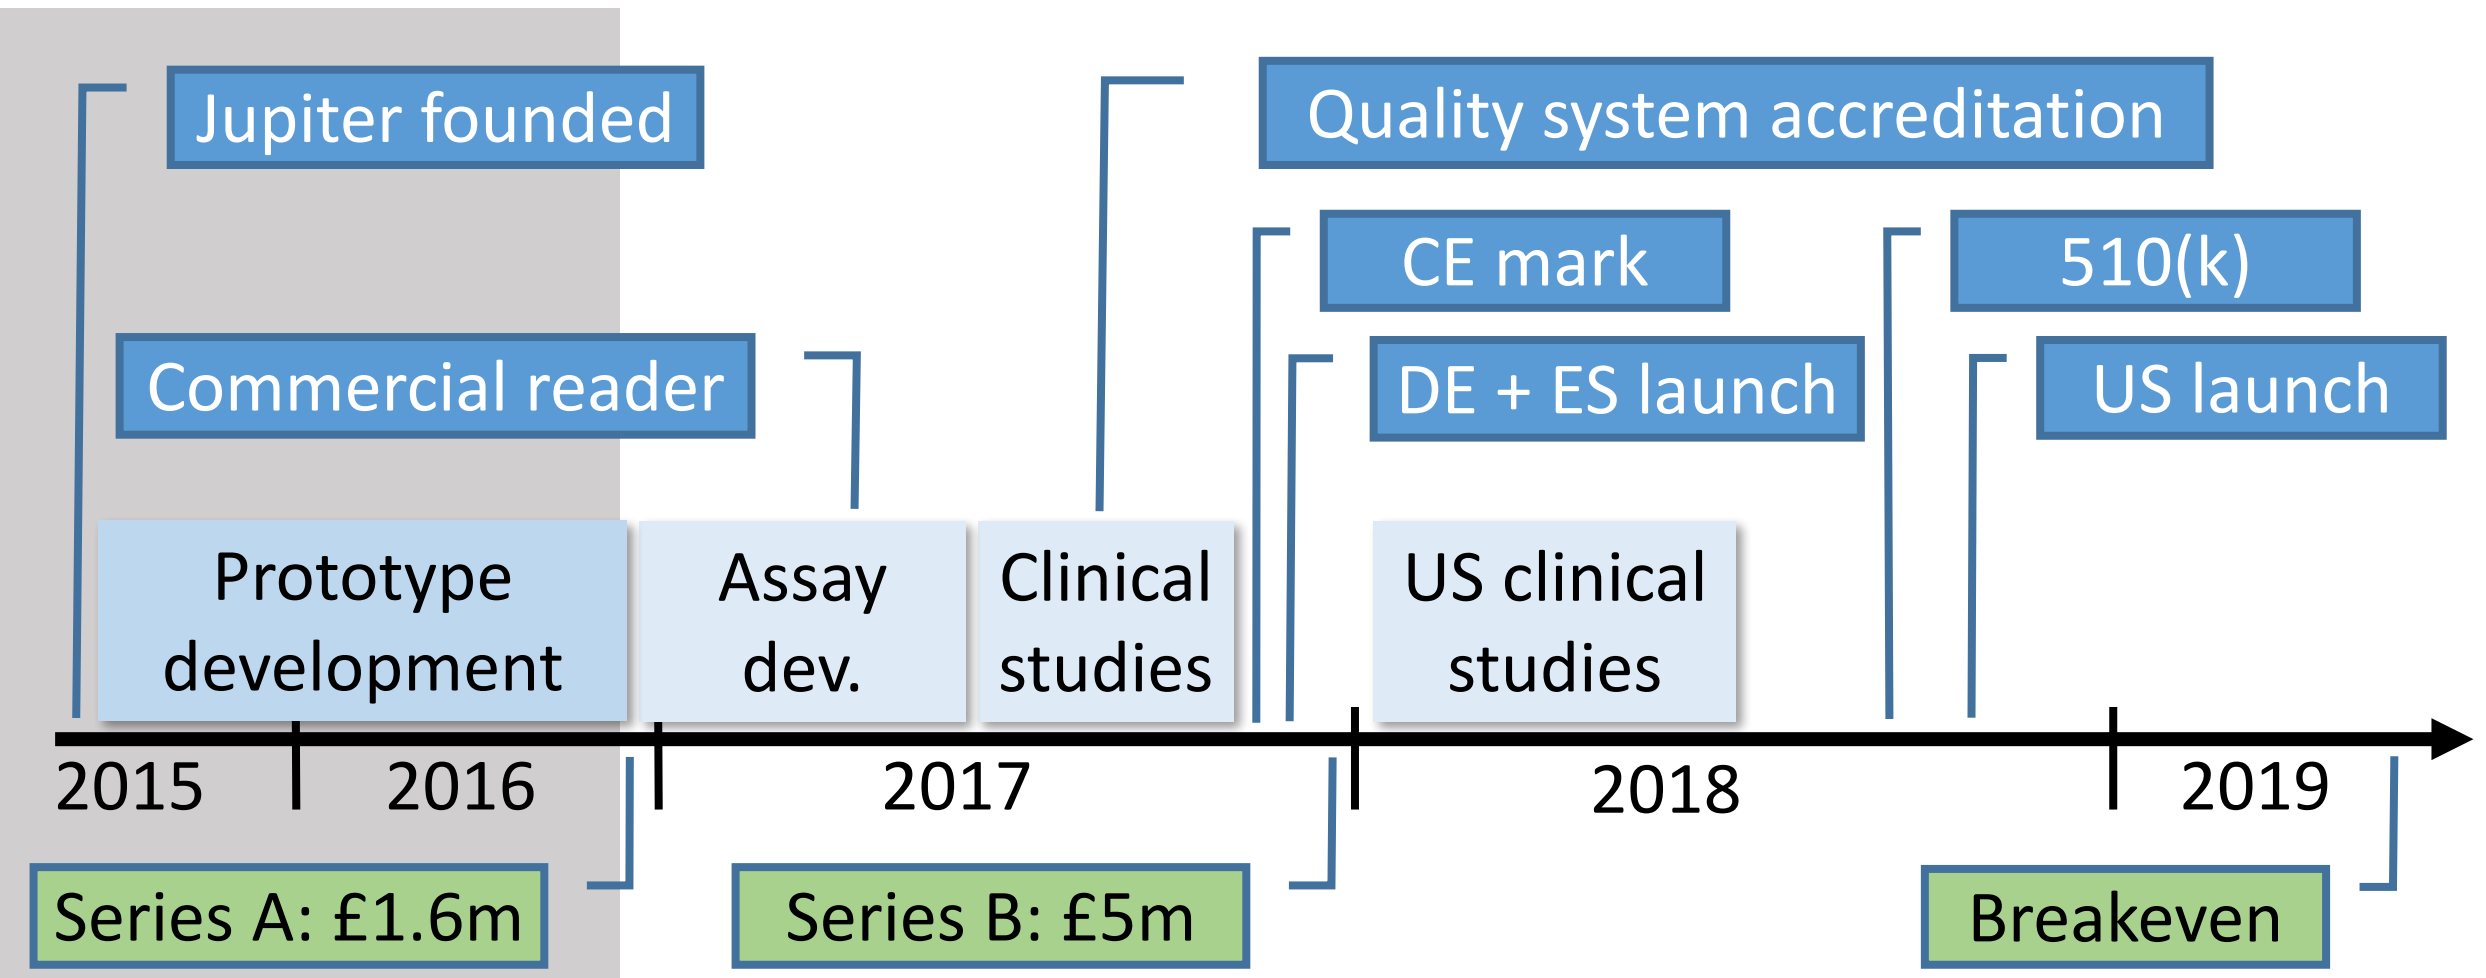 Jupiter founded
Quality system accreditation
CE mark
510(k)
Commercial reader
DE + ES launch
US launch
Prototype
development
Assay
dev.
Clinical
studies
US clinical
studies
2015
2016
2017
2018
2019
Series A: £1.6m
Series B: £5m
Breakeven